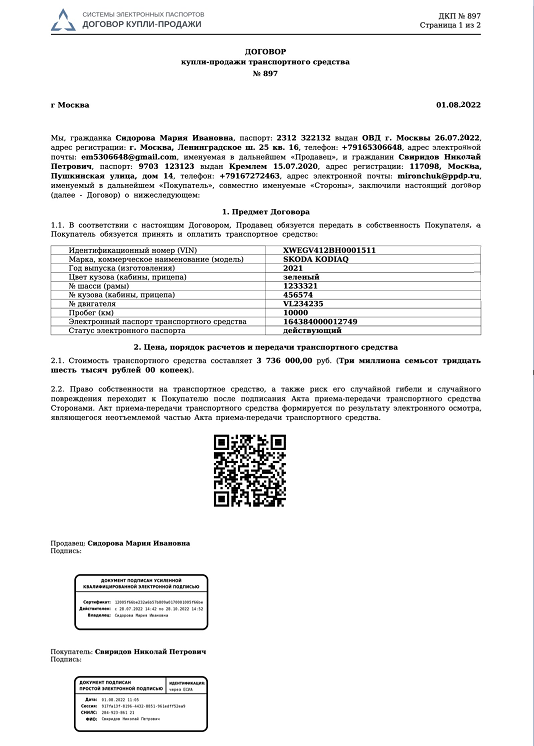 СИСТЕМЫ ЭЛЕКТРОННЫХ ПАСПОРТОВ
ДОГОВОР КУПЛИ-ПРОДАЖИ
ДКП № 897
Страница 1 из 2
ДОГОВОР
купли-продажи транспортного средства
№ 897
г Москва 01.08.2022
Мы, гражданка Сидорова Мария Ивановна, паспорт: 2312 322132 выдан ОВД г. Москвы 26.07.2022,
адрес регистрации: г. Москва, Ленинградское ш. 25 кв. 16, телефон: +79165306648, адрес электронной
почты: em5306648@gmail.com, именуемая в дальнейшем «Продавец», и гражданин Свиридов Николай
Петрович, паспорт: 9703 123123 выдан Кремлем 15.07.2020, адрес регистрации: 117098, Москва,
Пушкинская улица, дом 14, телефон: +79167272463, адрес электронной почты: mironchuk@ppdp.ru,
именуемый в дальнейшем «Покупатель», совместно именуемые «Стороны», заключили настоящий договор
(далее - Договор) о нижеследующем:
1. Предмет Договора
1.1. В соответствии с настоящим Договором, Продавец обязуется передать в собственность Покупателя, а
Покупатель обязуется принять и оплатить транспортное средство:
Идентификационный номер (VIN) XWEGV412BH0001511
Марка, коммерческое наименование (модель) SKODA KODIAQ
Год выпуска (изготовления) 2021
Цвет кузова (кабины, прицепа) зеленый
№ шасси (рамы) 1233321
№ кузова (кабины, прицепа) 456574
№ двигателя VL234235
Пробег (км) 10000
Электронный паспорт транспортного средства 164384000012749
Статус электронного паспорта действующий
2. Цена, порядок расчетов и передачи транспортного средства
2.1. Стоимость транспортного средства составляет 3 736 000,00 руб. (Три миллиона семьсот тридцать
шесть тысяч рублей 00 копеек).
2.2. Право собственности на транспортное средство, а также риск его случайной гибели и случайного
повреждения переходит к Покупателю после подписания Акта приема-передачи транспортного средства
Сторонами. Акт приема-передачи транспортного средства формируется по результату электронного осмотра,
являющегося неотъемлемой частью Акта приема-передачи транспортного средства.
Продавец: Сидорова Мария Ивановна
Подпись:
ДОКУМЕНТ ПОДПИСАН УСИЛЕННОЙ
КВАЛИФИЦИРОВАННОЙ ЭЛЕКТРОННОЙ ПОДПИСЬЮ
Сертификат:
Действителен: с 28.07.2022 14:42 по 28.10.2022 14:52
Владелец: Сидорова Мария Ивановна
Покупатель: Свиридов Николай Петрович
Подпись:
ДОКУМЕНТ ПОДПИСАН
ПРОСТОЙ ЭЛЕКТРОННОЙ ПОДПИСЬЮ
ИДЕНТИФИКАЦИЯ
через ЕСИА
Дата: 01.08.2022 11:05
Сессия:
СНИЛС: 204-923-861 21
ФИО: Свиридов Николай Петрович